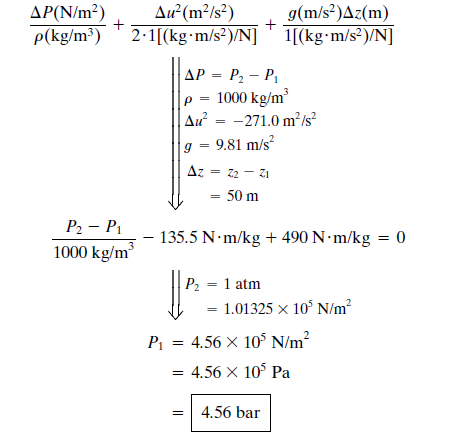 ΔP(N/m²)/ρ(kg/m³) + Δu²(m²/s²)/2·1[(kg·m/s²)/N] + g(m/s²)Δz(m)/1[(kg·m/s²)/N]
ΔP = P₂ − P₁
ρ = 1000 kg/m³
Δu² = −271.0 m²/s²
g = 9.81 m/s²
Δz = z₂ − z₁
= 50 m
P₂ − P₁/1000 kg/m³ − 135.5 N·m/kg + 490 N·m/kg = 0
P₂ = 1 atm
= 1.01325 × 10⁵ N/m²
P₁ = 4.56 × 10⁵ N/m²
= 4.56 × 10⁵ Pa
= 4.56 bar